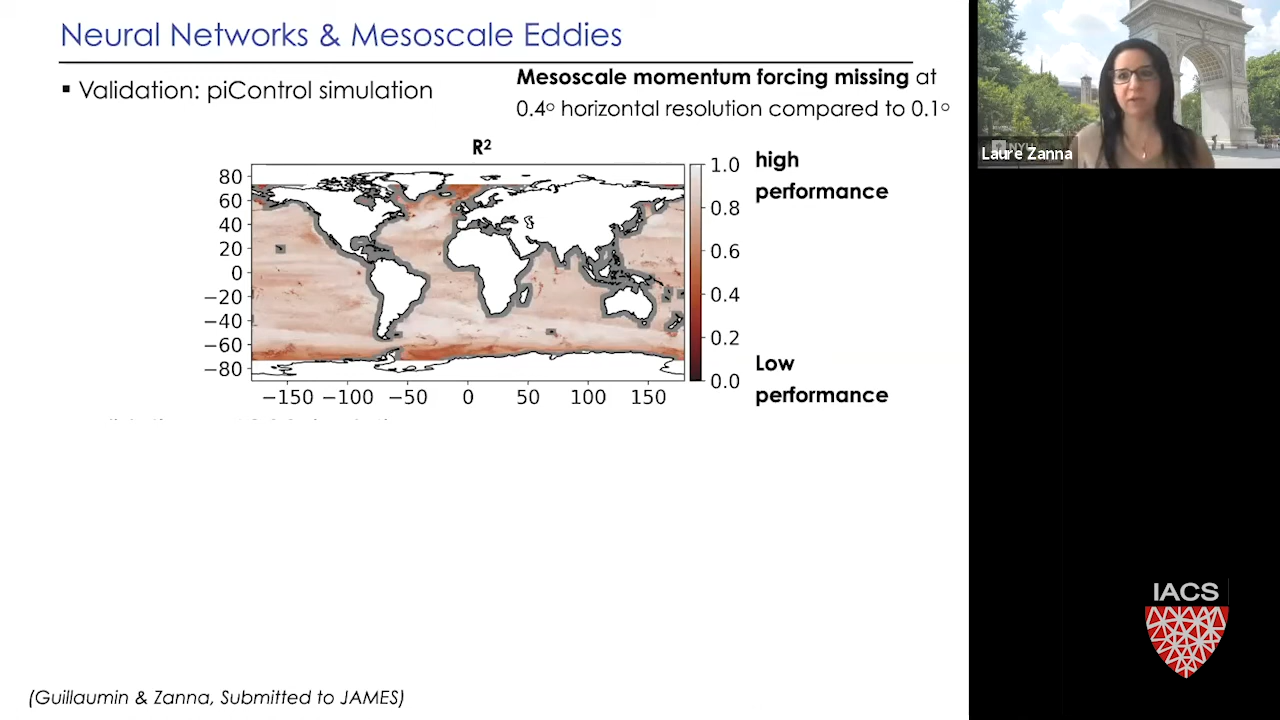 Neural Networks & Mesoscale Eddies
▪ Validation: piControl simulation
Mesoscale momentum forcing missing at
0.4° horizontal resolution compared to 0.1°
R²
80
60
40
20
0
−20
−40
−60
−80
−150 −100 −50 0 50 100 150
1.0
0.8
0.6
0.4
0.2
0.0
high
performance
Low
performance
(Guillaumin & Zanna, Submitted to JAMES)
NYU
Laure Zanna
IACS